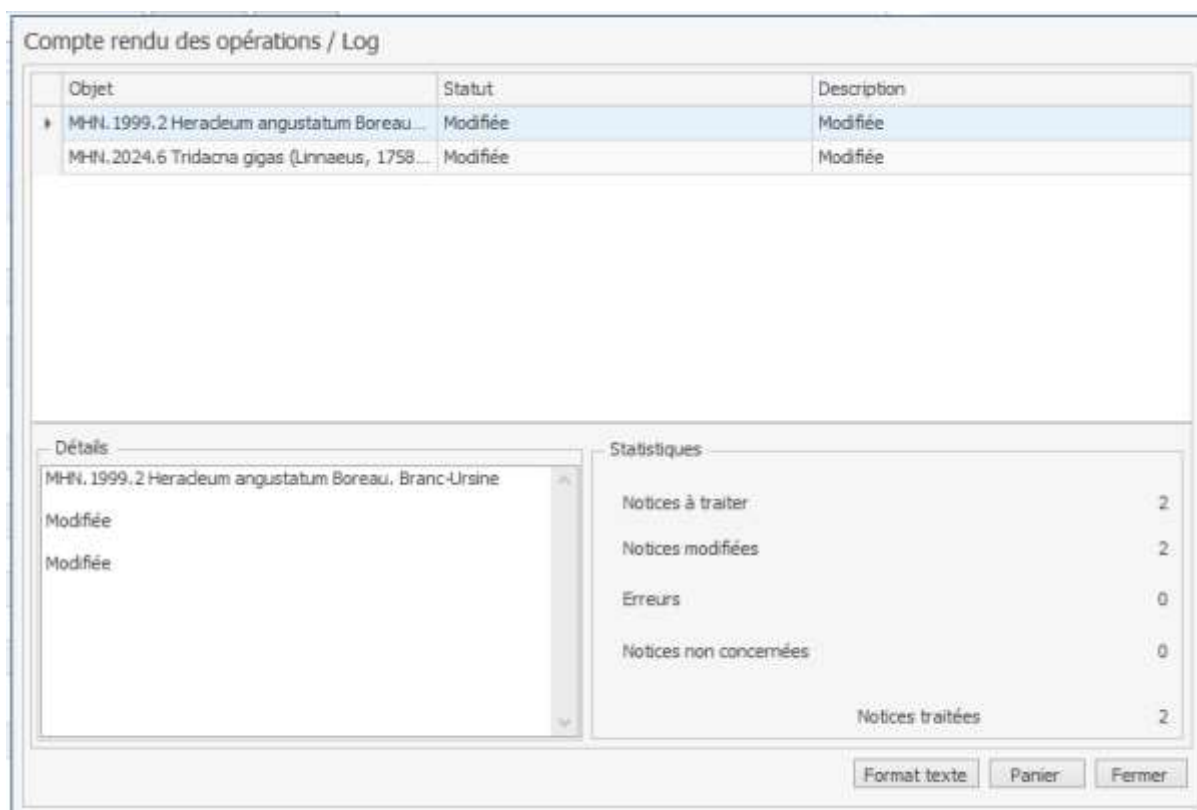 Compte rendu des opérations / Log
Objet Statut Description
MHN.1999.2 Heracleum angustatum Boreau... Modifiée Modifiée
MHN.2024.6 Tridacna gigas (Linnaeus, 1758... Modifiée Modifiée
Détails
MHN.1999.2 Heracleum angustatum Boreau. Branc-Ursine
Modifiée
Modifiée
Statistiques
Notices à traiter 2
Notices modifiées 2
Erreurs 0
Notices non concernées 0
Notices traitées 2
Format texte Panier Fermer